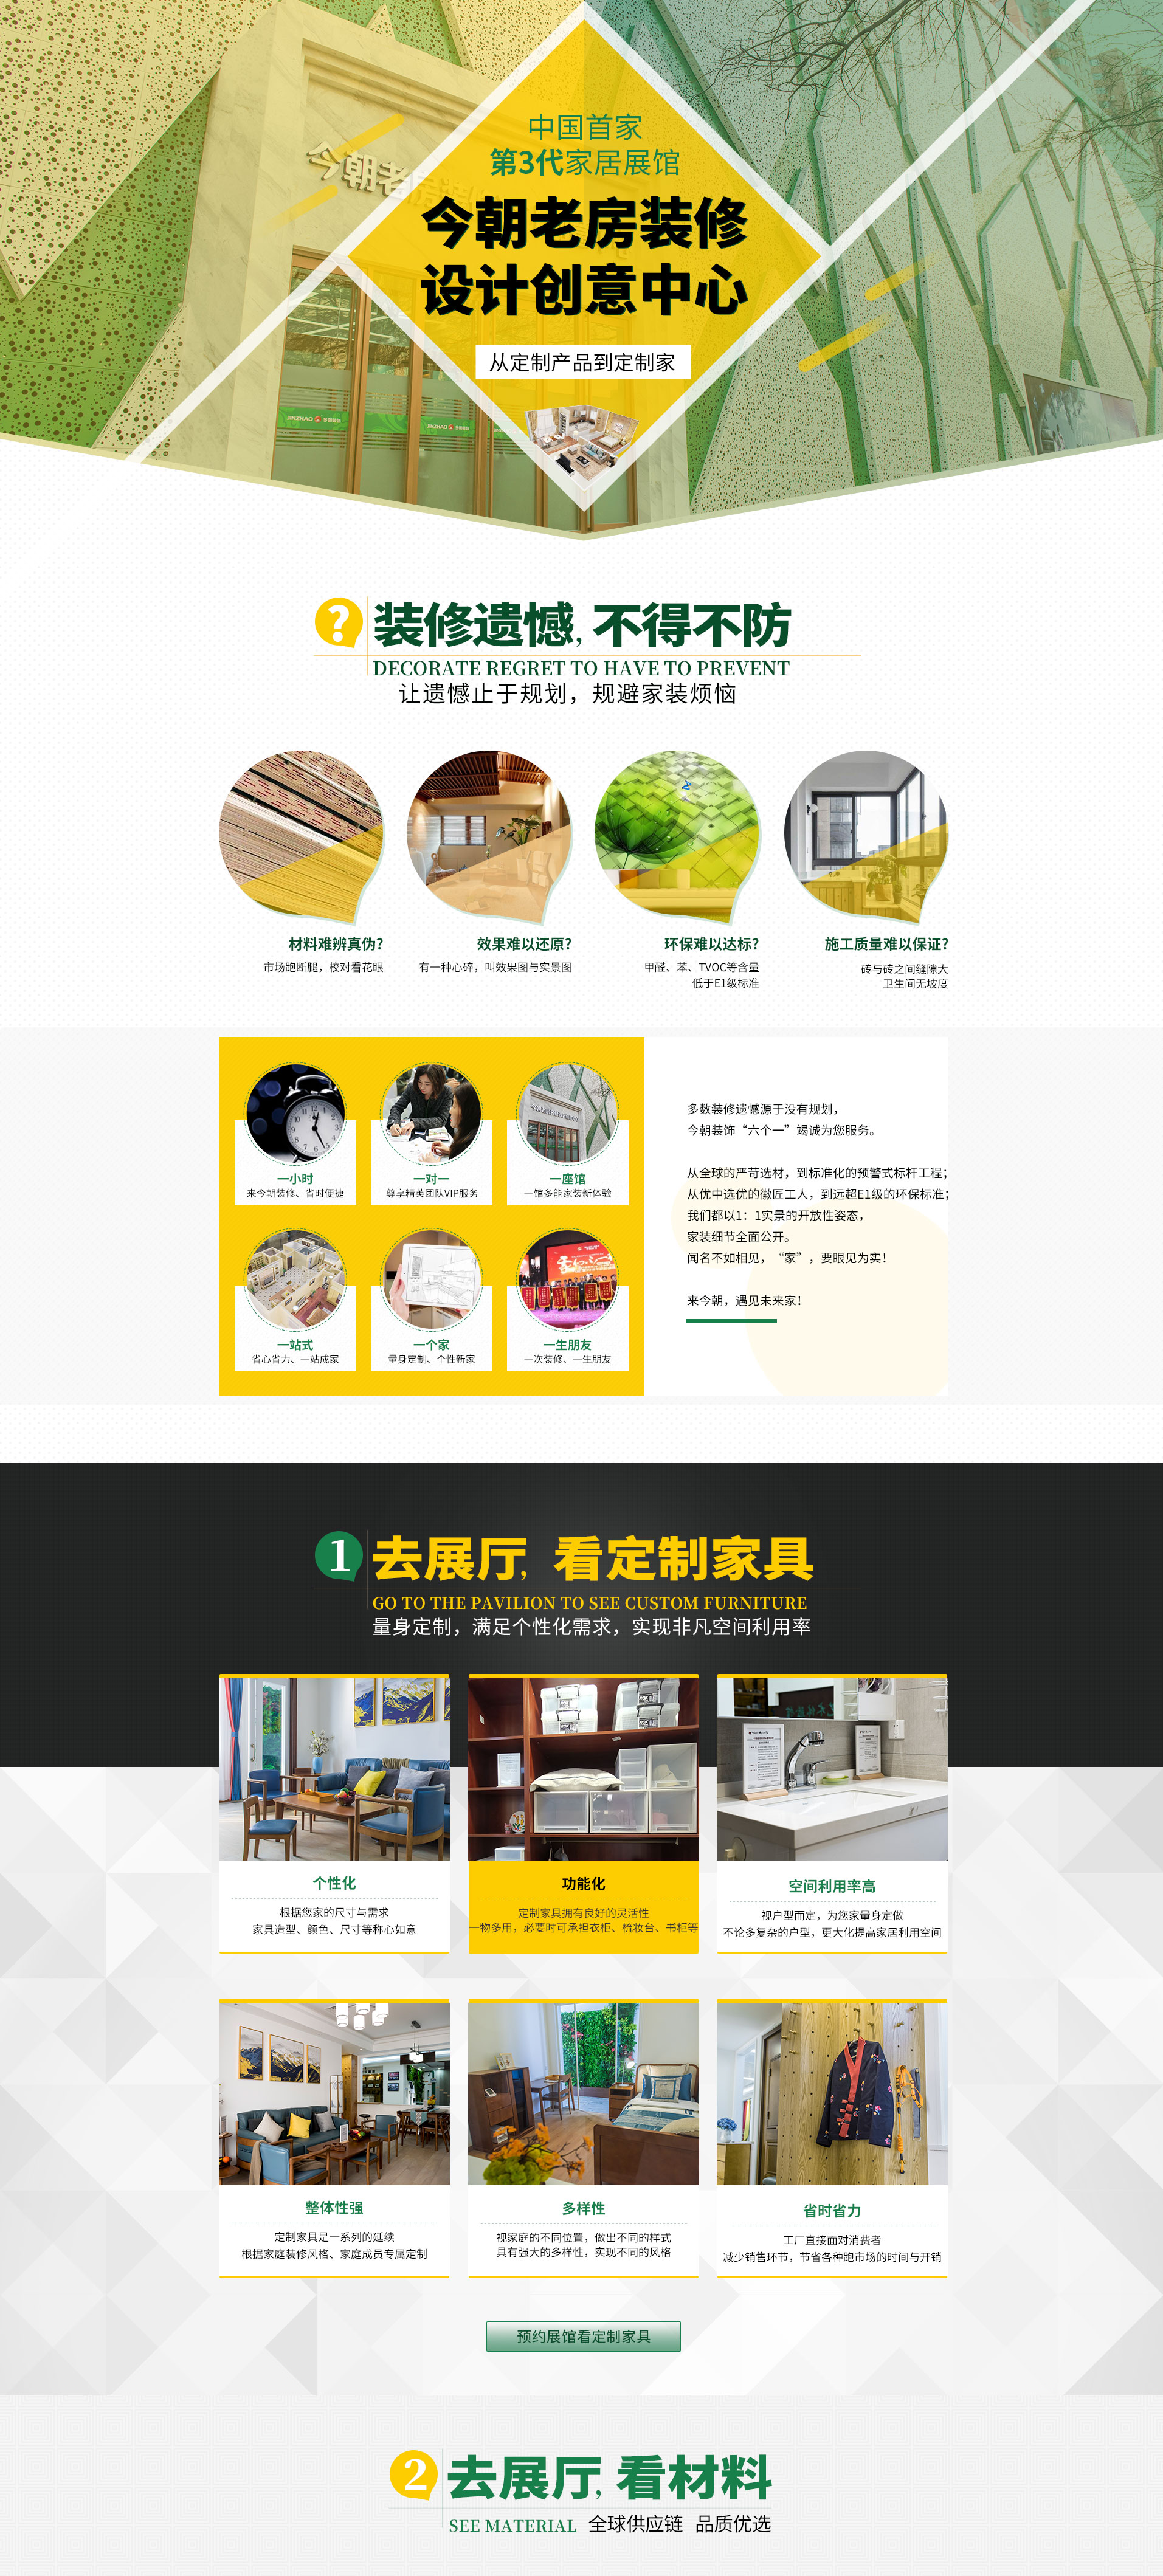 中国首家
第3代家居展馆
今朝老房装修
设计创意中心
从定制产品到定制家
今朝老房装
JINZHAO 今朝装饰
JINZHAO 今朝装饰
?
装修遗憾,不得不防
DECORATE REGRET TO HAVE TO PREVENT
让遗憾止于规划，规避家装烦恼
材料难辨真伪?
市场跑断腿，校对看花眼
效果难以还原?
有一种心碎，叫效果图与实景图
环保难以达标?
甲醛、苯、TVOC等含量
低于E1级标准
施工质量难以保证?
砖与砖之间缝隙大
卫生间无坡度
一小时
来今朝装修、省时便捷
一对一
尊享精英团队VIP服务
一座馆
一馆多能家装新体验
一站式
省心省力、一站成家
一个家
量身定制、个性新家
一生朋友
一次装修、一生朋友
多数装修遗憾源于没有规划，
今朝装饰“六个一”竭诚为您服务。
从全球的严苛选材，到标准化的预警式标杆工程；
从优中选优的徽匠工人，到远超E1级的环保标准；
我们都以1：1实景的开放性姿态，
家装细节全面公开。
闻名不如相见，“家”，要眼见为实！
来今朝，遇见未来家！
1
去展厅,看定制家具
GO TO THE PAVILION TO SEE CUSTOM FURNITURE
量身定制，满足个性化需求，实现非凡空间利用率
个性化
根据您家的尺寸与需求
家具造型、颜色、尺寸等称心如意
功能化
定制家具拥有良好的灵活性
一物多用，必要时可承担衣柜、梳妆台、书柜等
空间利用率高
视户型而定，为您家量身定做
不论多复杂的户型，更大化提高家居利用空间
整体性强
定制家具是一系列的延续
根据家庭装修风格、家庭成员专属定制
多样性
视家庭的不同位置，做出不同的样式
具有强大的多样性，实现不同的风格
省时省力
工厂直接面对消费者
减少销售环节，节省各种跑市场的时间与开销
预约展馆看定制家具
2
去展厅,看材料
SEE MATERIAL 全球供应链 品质优选